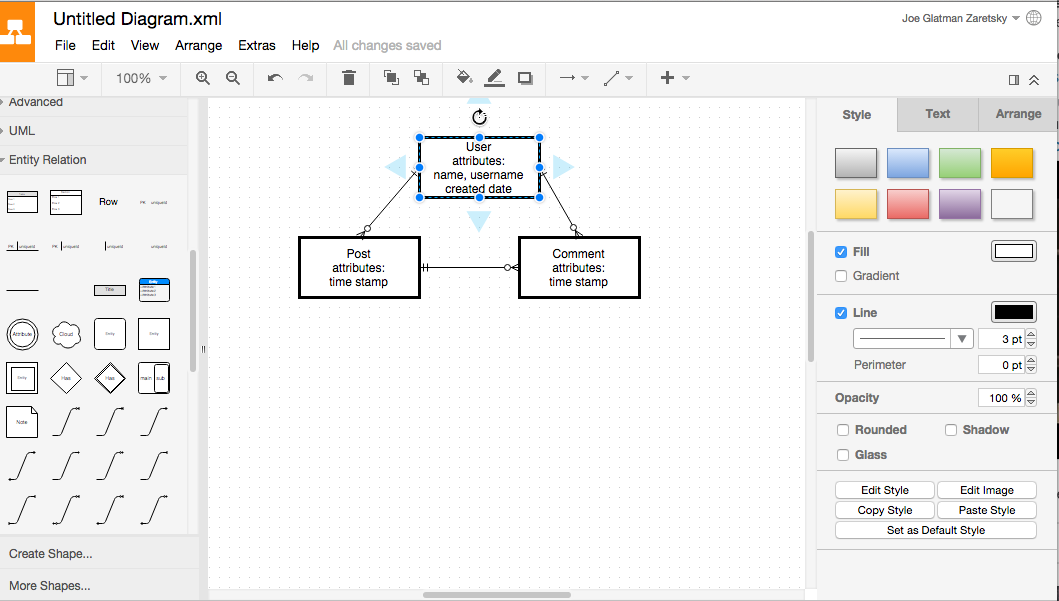 Untitled Diagram.xml
Joe Glatman Zaretsky
File Edit View Arrange Extras Help All changes saved
100%
Advanced
UML
Entity Relation
Row
PK uniqueId
PK uniqueId
PK uniqueId
uniqueId
uniqueId
Title
Entity
Attribute
Cloud
Entity
Entity
Entity
Has
Has
main sub
Note
Create Shape...
More Shapes...
User
attributes:
name, username
created date
Post
attributes:
time stamp
Comment
attributes:
time stamp
Style Text Arrange
Fill
Gradient
Line
3 pt
Perimeter 0 pt
Opacity 100 %
Rounded Shadow
Glass
Edit Style Edit Image
Copy Style Paste Style
Set as Default Style